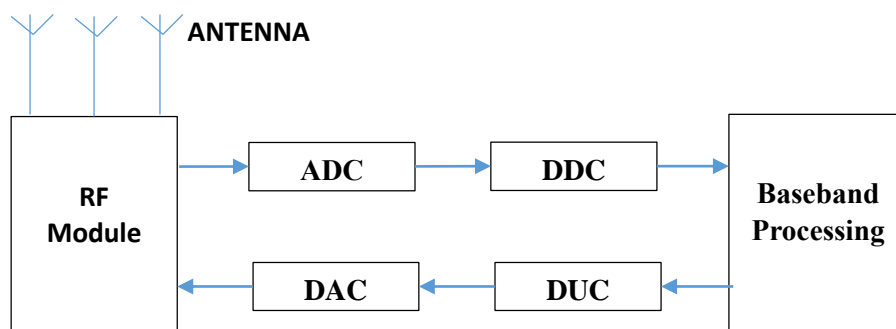 ANTENNA
RF
Module
ADC
DDC
Baseband
Processing
DAC
DUC